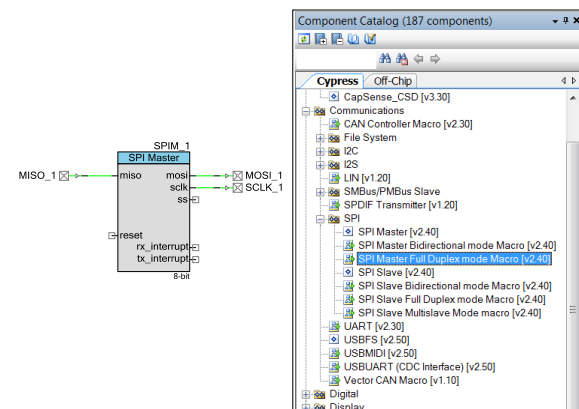 SPIM_1
SPI Master
MISO_1
miso
mosi
MOSI_1
sclk
SCLK_1
ss
reset
rx_interrupt
tx_interrupt
8-bit
Component Catalog (187 components)
Cypress
Off-Chip
CapSense_CSD [v3.30]
Communications
CAN Controller Macro [v2.30]
File System
I2C
I2S
LIN [v1.20]
SMBus/PMBus Slave
SPDIF Transmitter [v1.20]
SPI
SPI Master [v2.40]
SPI Master Bidirectional mode Macro [v2.40]
SPI Master Full Duplex mode Macro [v2.40]
SPI Slave [v2.40]
SPI Slave Bidirectional mode Macro [v2.40]
SPI Slave Full Duplex mode Macro [v2.40]
SPI Slave Multislave Mode macro [v2.40]
UART [v2.30]
USBFS [v2.50]
USBMIDI [v2.50]
USBUART (CDC Interface) [v2.50]
Vector CAN Macro [v1.10]
Digital
Display